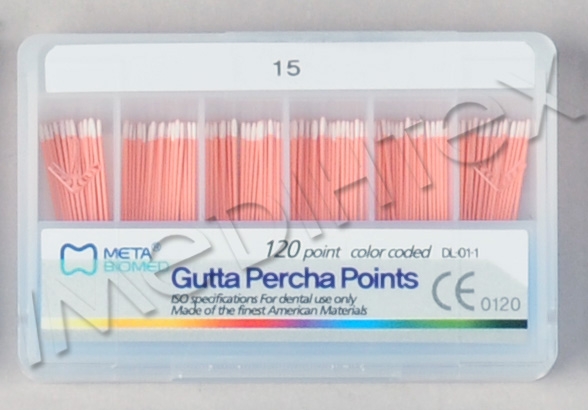 15
META®
BIOMED
120 point color coded DL-01-1
Gutta Percha Points
ISO specifications For dental use only
Made of the finest American Materials
CE 0120
iMEDiHTEX